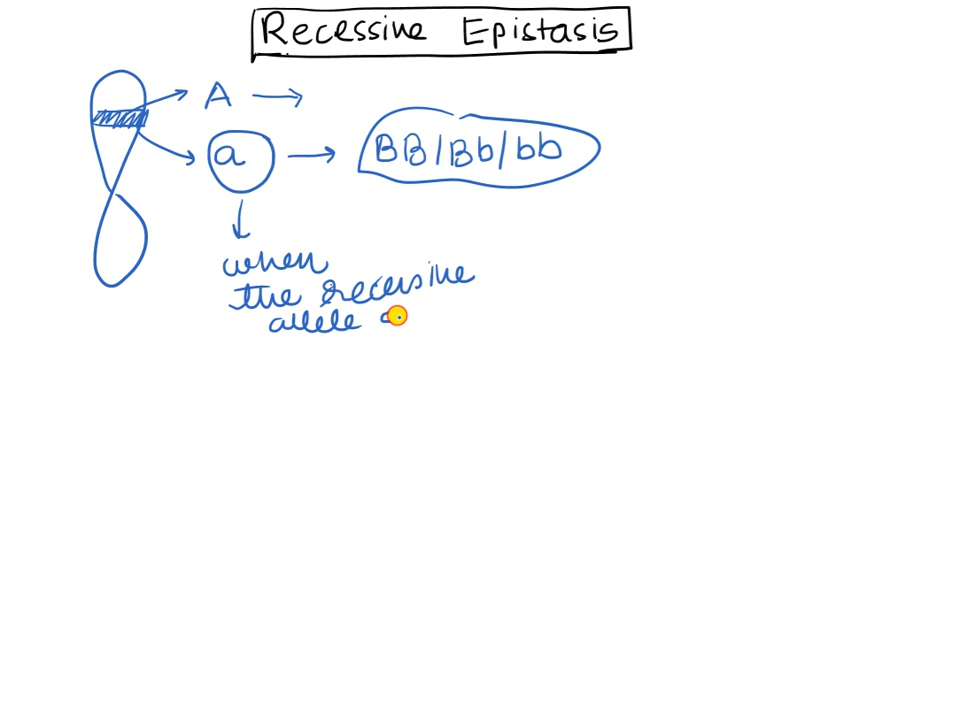 Recessive Epistasis
A
a BB/Bb/bb
when
the recessive
allele